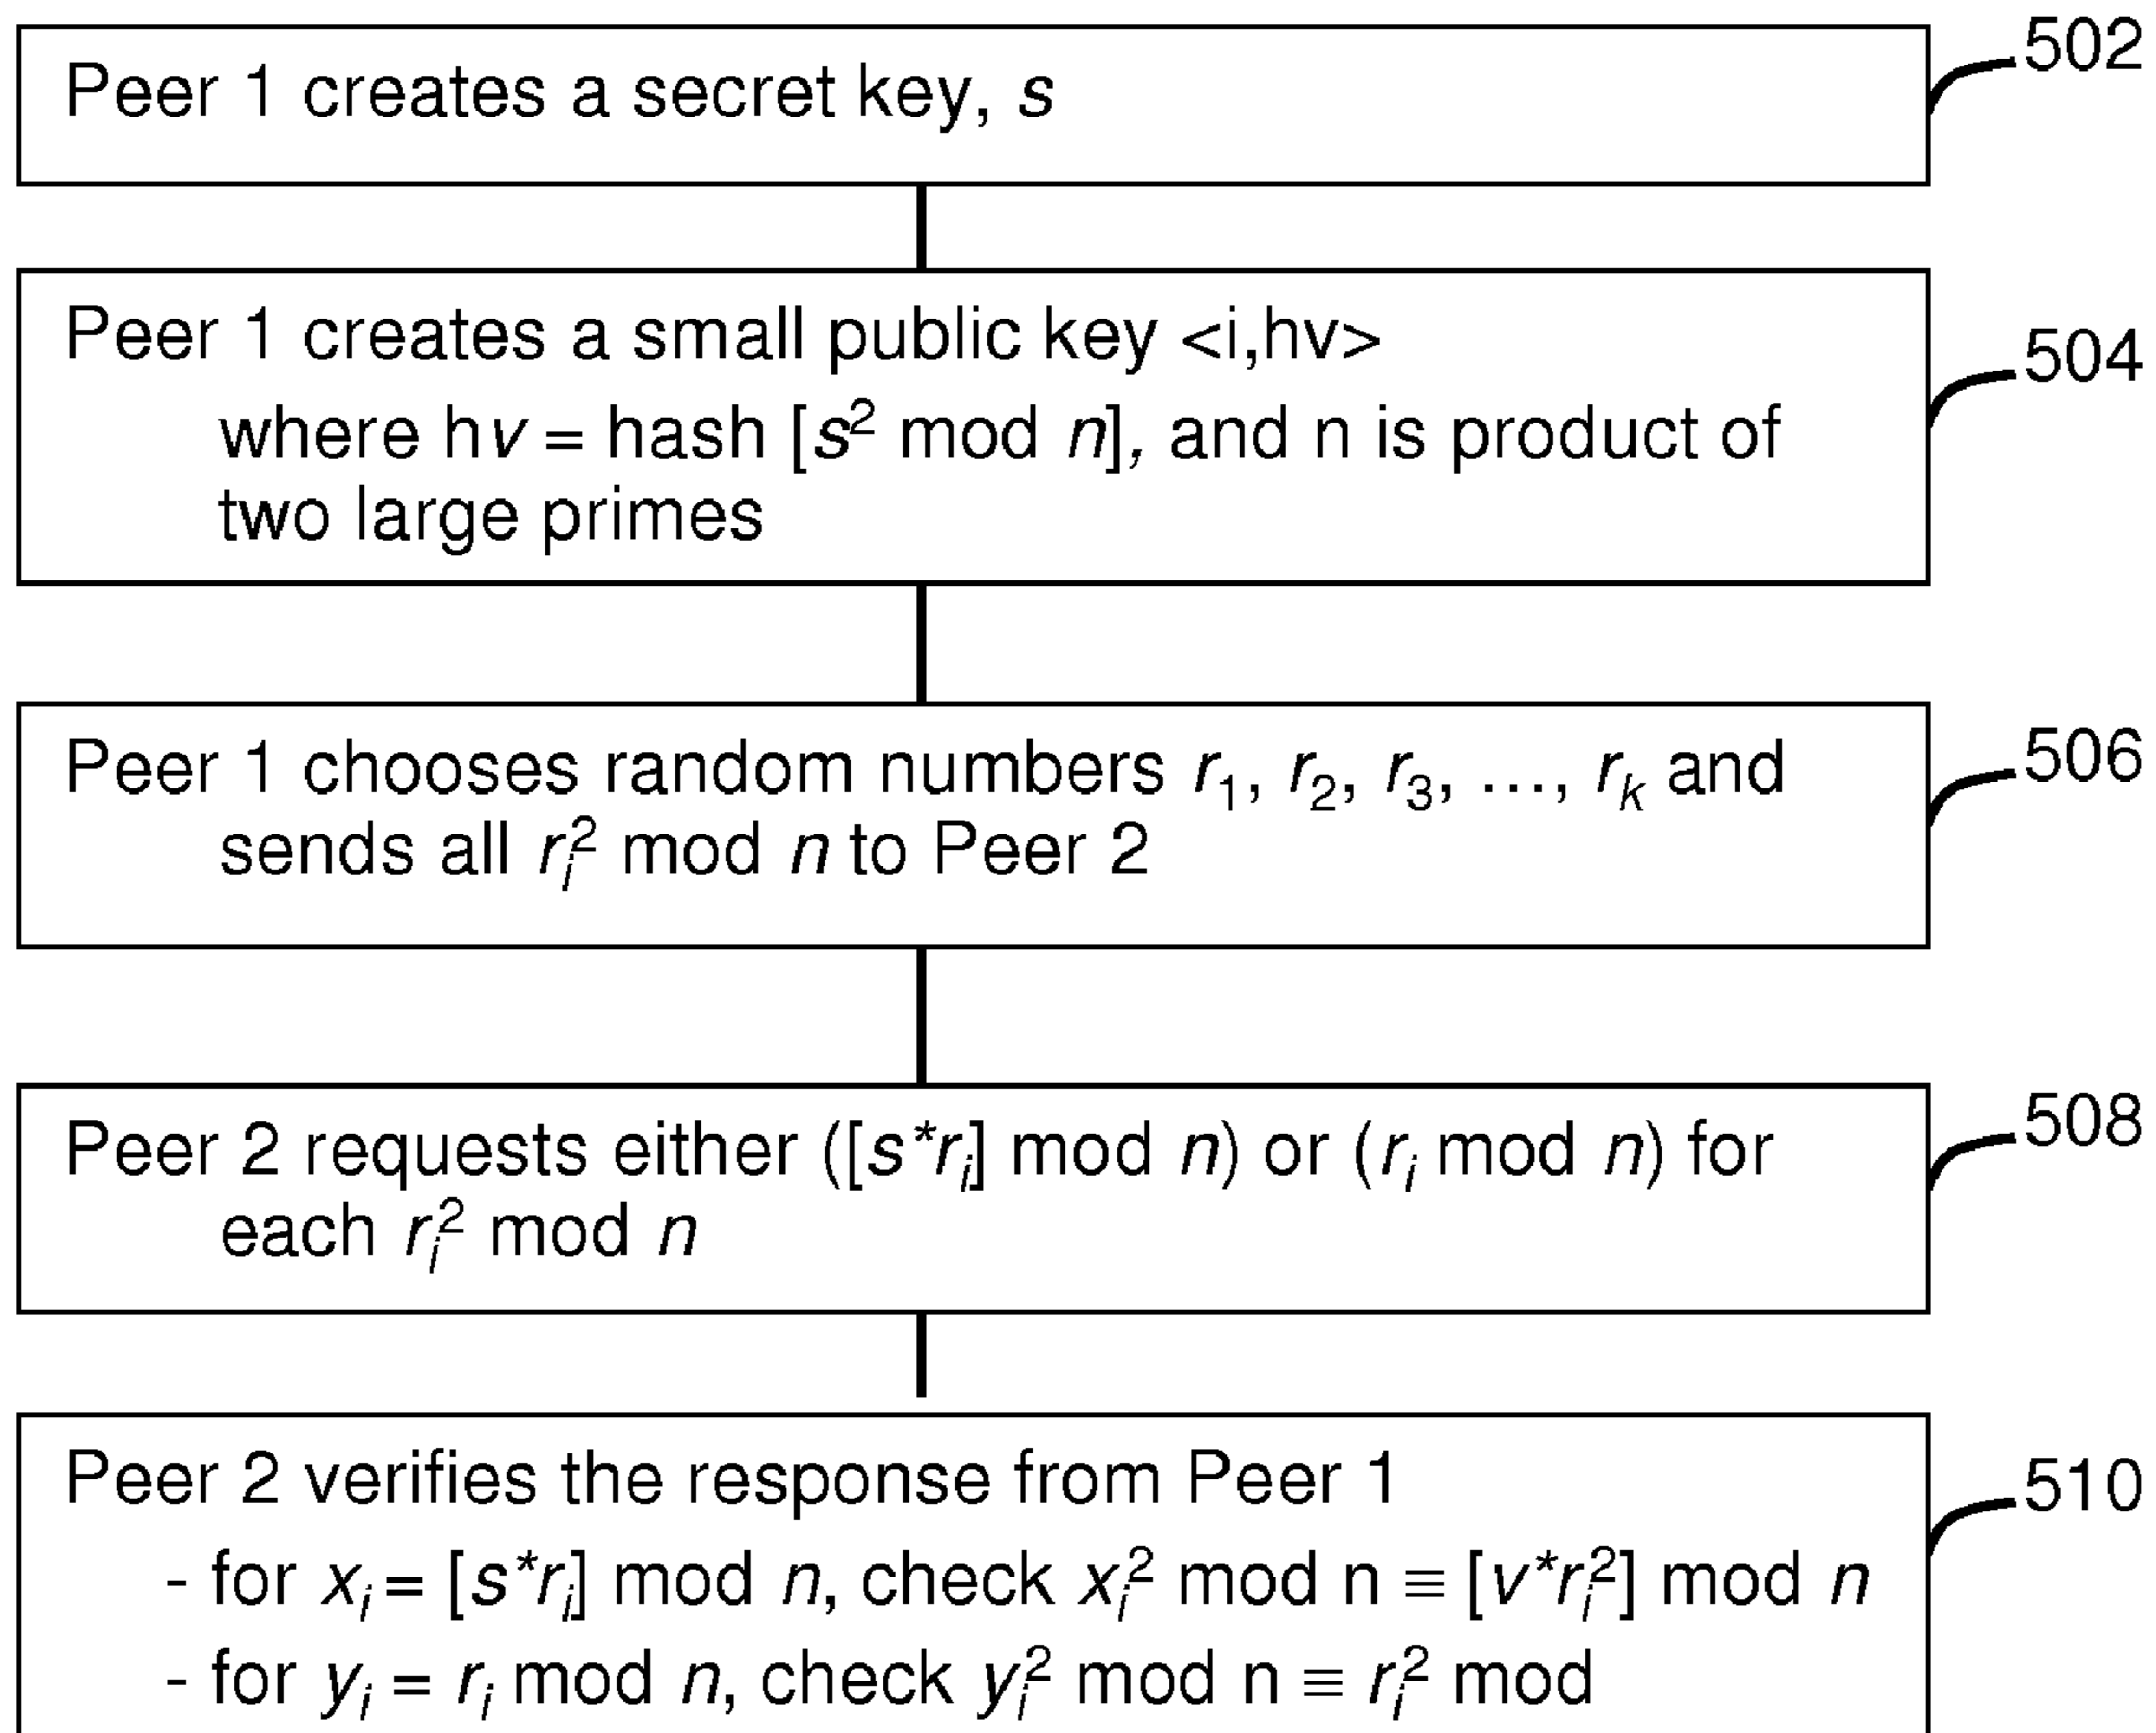 Peer 1 creates a secret key, s
502
Peer 1 creates a small public key <i,hv>
where hv = hash [s² mod n], and n is product of
two large primes
504
Peer 1 chooses random numbers r₁, r₂, r₃, ..., rₖ and
sends all rᵢ² mod n to Peer 2
506
Peer 2 requests either ([s*rᵢ] mod n) or (rᵢ mod n) for
each rᵢ² mod n
508
Peer 2 verifies the response from Peer 1
- for xᵢ = [s*rᵢ] mod n, check xᵢ² mod n ≡ [v*rᵢ²] mod n
- for yᵢ = rᵢ mod n, check yᵢ² mod n ≡ rᵢ² mod
510